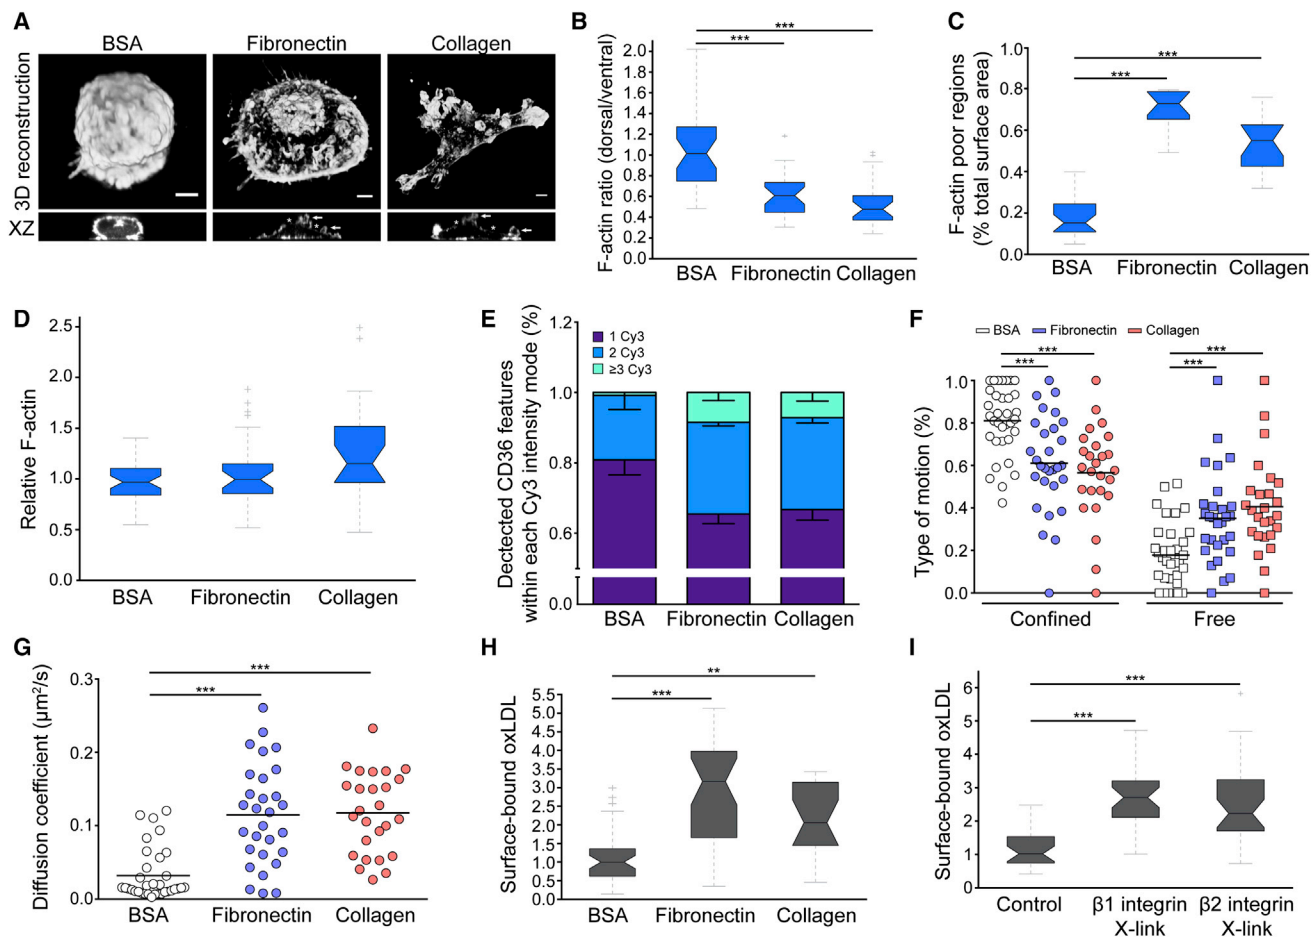 A
BSA
Fibronectin
Collagen
3D reconstruction
XZ
B
F-actin ratio (dorsal/ventral)
2.0
1.8
1.6
1.4
1.2
1.0
0.8
0.6
0.4
0.2
0.0
***
***
BSA
Fibronectin
Collagen
C
F-actin poor regions
(% total surface area)
1.0
0.8
0.6
0.4
0.2
0.0
***
***
BSA
Fibronectin
Collagen
D
Relative F-actin
2.5
2.0
1.5
1.0
0.5
0.0
BSA
Fibronectin
Collagen
E
Dectected CD36 features
within each Cy3 intensity mode (%)
1.2
1.0
0.8
0.6
0.0
1 Cy3
2 Cy3
≥3 Cy3
BSA
Fibronectin
Collagen
F
BSA
Fibronectin
Collagen
Type of motion (%)
1.0
0.8
0.6
0.4
0.2
0.0
***
***
***
***
Confined
Free
G
Diffusion coefficient (μm²/s)
0.3
0.2
0.1
0.0
***
***
BSA
Fibronectin
Collagen
H
Surface-bound oxLDL
5.5
5.0
4.5
4.0
3.5
3.0
2.5
2.0
1.5
1.0
0.5
0.0
**
***
BSA
Fibronectin
Collagen
I
Surface-bound oxLDL
6
5
4
3
2
1
0
***
***
Control
β1 integrin
X-link
β2 integrin
X-link